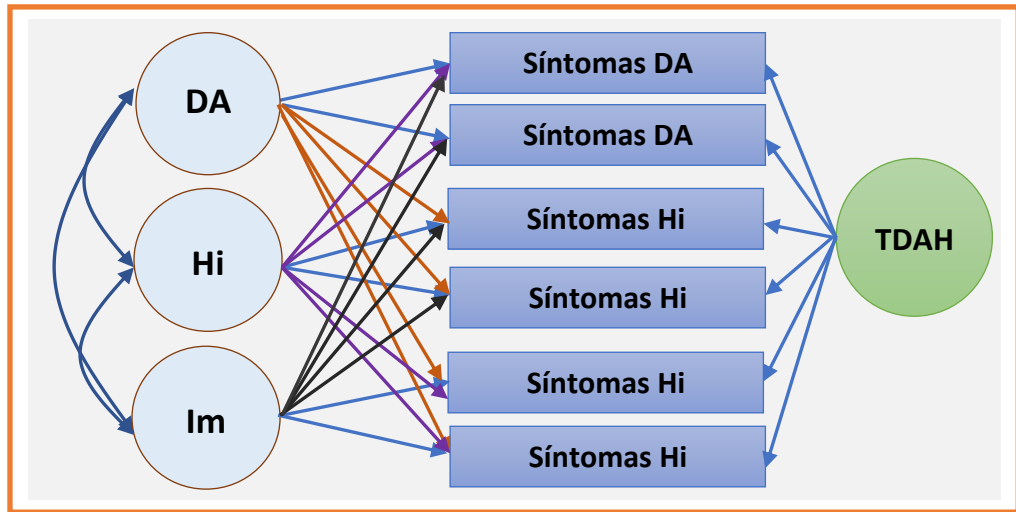 DA
Hi
Im
Síntomas DA
Síntomas DA
Síntomas Hi
Síntomas Hi
Síntomas Hi
Síntomas Hi
TDAH